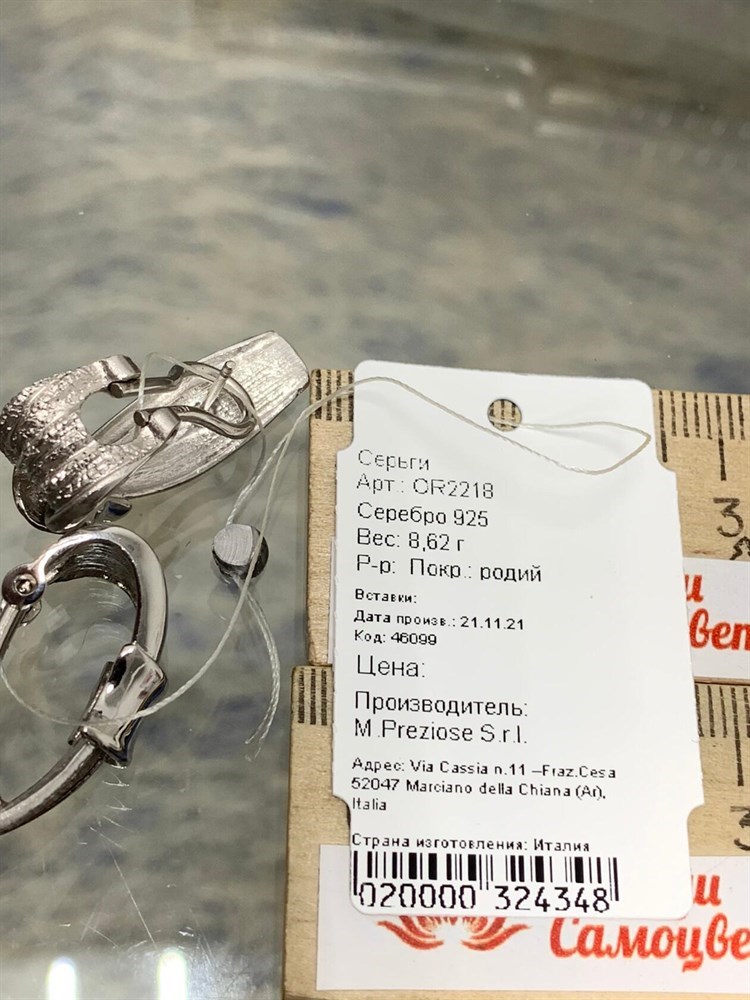 Серьги
Арт.: OR2218
Серебро 925
Вес: 8,62 г
Р-р: Покр.: родий
Вставки:
Дата произв.: 21.11.21
Код: 46099
Цена:
Производитель:
M.Preziose S.r.l.
Адрес: Via Cassia n.11 –Fraz.Cesa
52047 Marciano della Chiana (Ar),
Italia
Страна изготовления: Италия
020000 324348
3
3
Самоцве